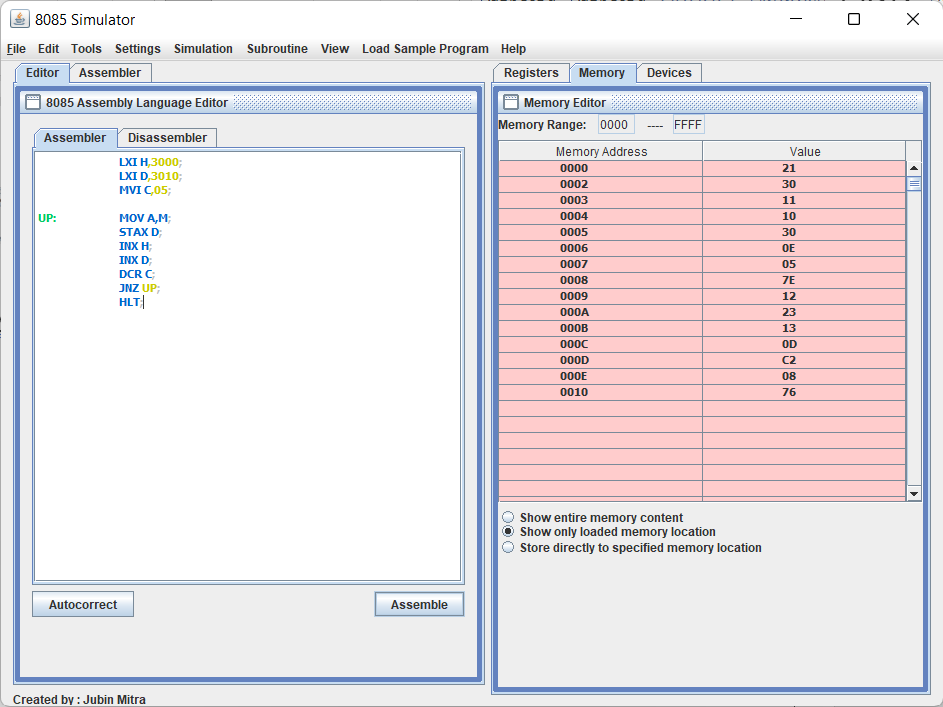 8085 Simulator
File Edit Tools Settings Simulation Subroutine View Load Sample Program Help
Editor Assembler
8085 Assembly Language Editor
Assembler Disassembler
LXI H,3000;
LXI D,3010;
MVI C,05;
UP: MOV A,M;
STAX D;
INX H;
INX D;
DCR C;
JNZ UP;
HLT;
Autocorrect Assemble
Created by : Jubin Mitra
Registers Memory Devices
Memory Editor
Memory Range: 0000 ---- FFFF
Memory Address Value
0000 21
0002 30
0003 11
0004 10
0005 30
0006 0E
0007 05
0008 7E
0009 12
000A 23
000B 13
000C 0D
000D C2
000E 08
0010 76
Show entire memory content
Show only loaded memory location
Store directly to specified memory location